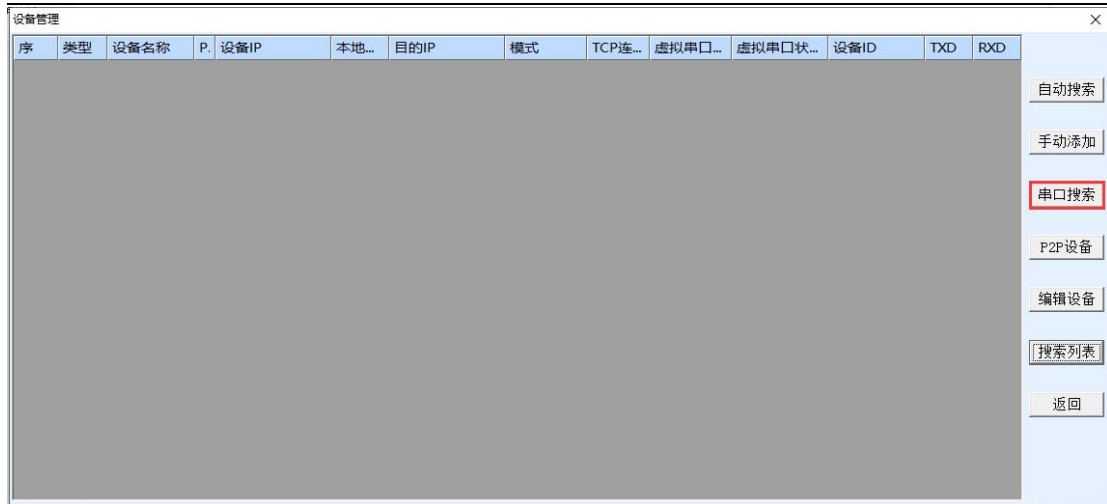 设备管理
序 类型 设备名称 P. 设备IP 本地... 目的IP 模式 TCP连... 虚拟串口... 虚拟串口状... 设备ID TXD RXD
自动搜索
手动添加
串口搜索
P2P设备
编辑设备
搜索列表
返回